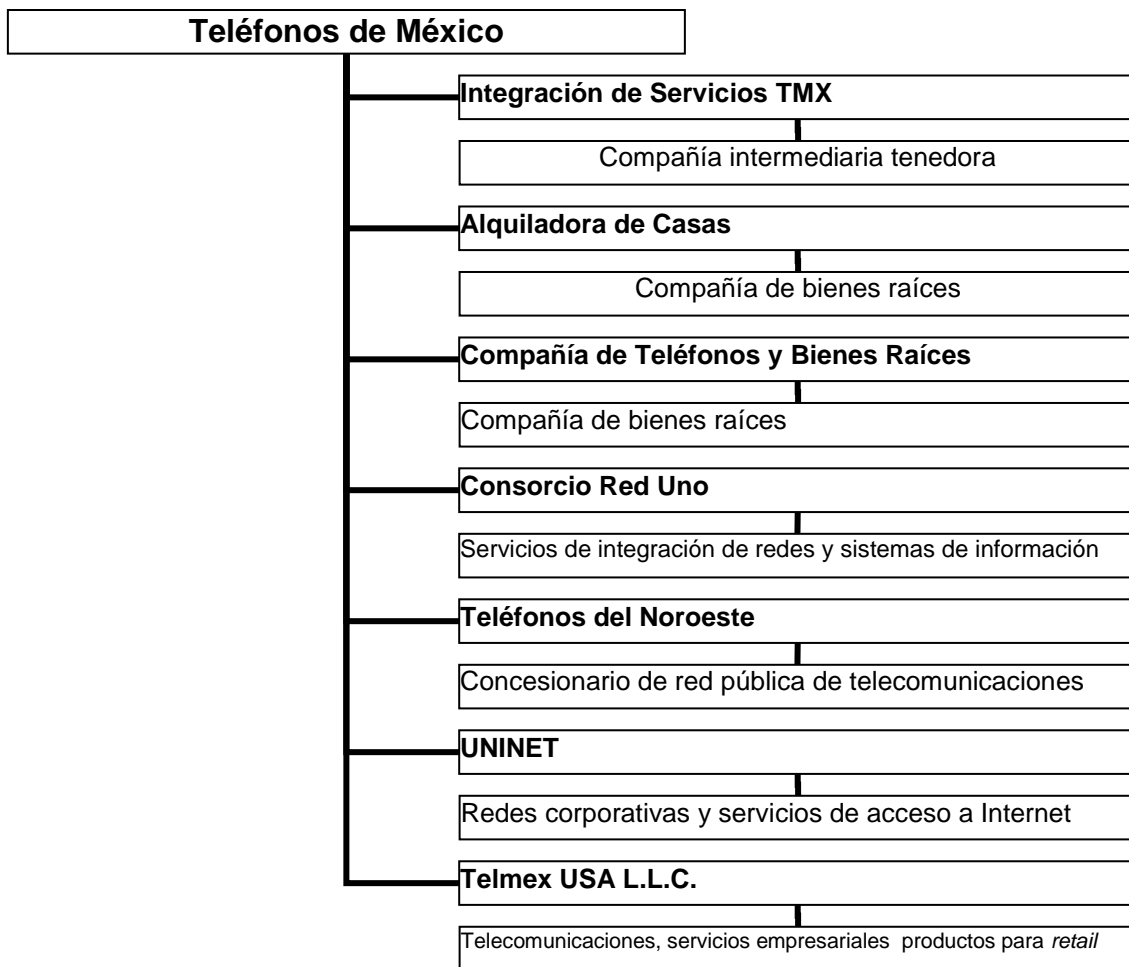 Teléfonos de México
Integración de Servicios TMX
Compañía intermediaria tenedora
Alquiladora de Casas
Compañía de bienes raíces
Compañía de Teléfonos y Bienes Raíces
Compañía de bienes raíces
Consorcio Red Uno
Servicios de integración de redes y sistemas de información
Teléfonos del Noroeste
Concesionario de red pública de telecomunicaciones
UNINET
Redes corporativas y servicios de acceso a Internet
Telmex USA L.L.C.
Telecomunicaciones, servicios empresariales productos para retail